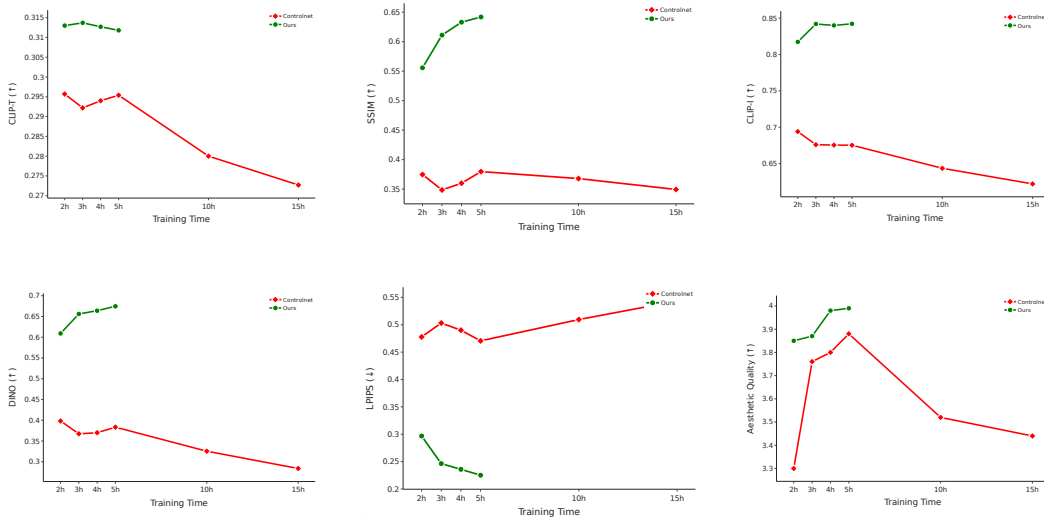 CLIP-T (↑)
0.315
0.31
0.305
0.3
0.295
0.29
0.285
0.28
0.275
0.27
2h 3h 4h 5h 10h 15h
Training Time
Controlnet
Ours
SSIM (↑)
0.65
0.6
0.55
0.5
0.45
0.4
0.35
2h 3h 4h 5h 10h 15h
Training Time
Controlnet
Ours
CLIP-I (↑)
0.85
0.8
0.75
0.7
0.65
2h 3h 4h 5h 10h 15h
Training Time
Controlnet
Ours
DINO (↑)
0.7
0.65
0.6
0.55
0.5
0.45
0.4
0.35
0.3
2h 3h 4h 5h 10h 15h
Training Time
Controlnet
Ours
LPIPS (↓)
0.55
0.5
0.45
0.4
0.35
0.3
0.25
0.2
2h 3h 4h 5h 10h 15h
Training Time
Controlnet
Ours
Aesthetic Quality (↑)
4
3.9
3.8
3.7
3.6
3.5
3.4
3.3
2h 3h 4h 5h 10h 15h
Training Time
Controlnet
Ours